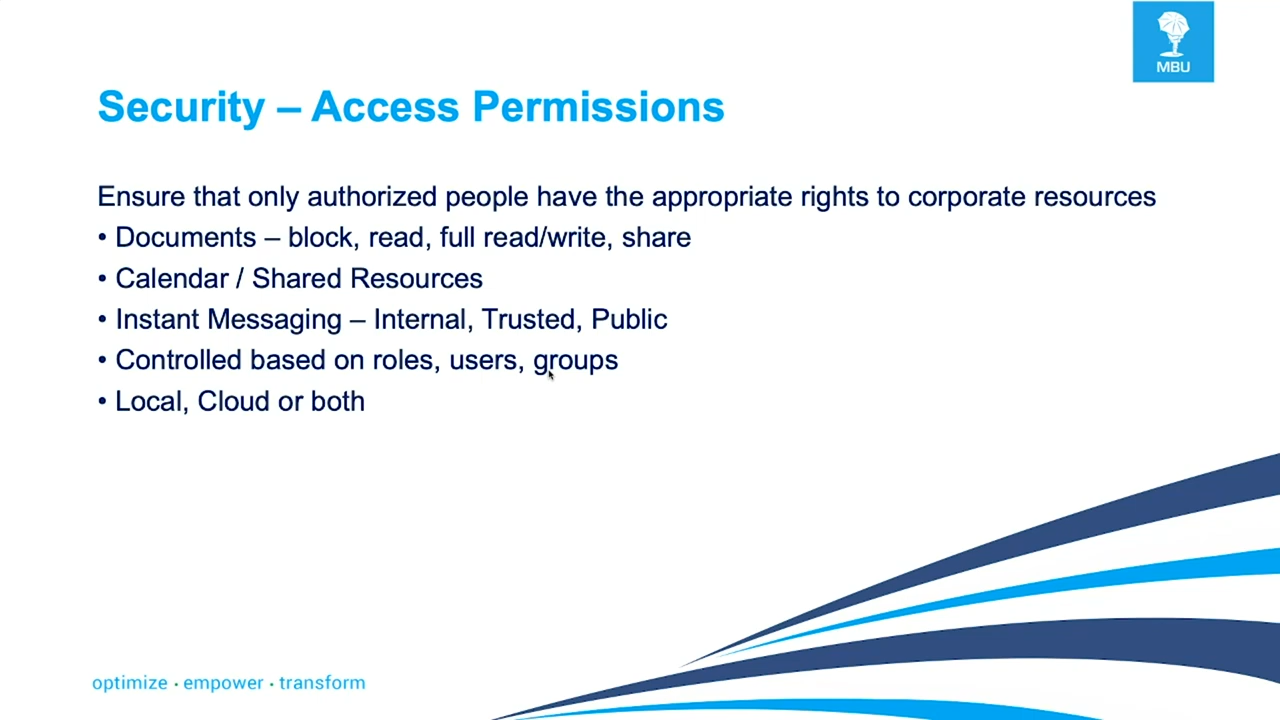 MBU
Security – Access Permissions
Ensure that only authorized people have the appropriate rights to corporate resources
• Documents – block, read, full read/write, share
• Calendar / Shared Resources
• Instant Messaging – Internal, Trusted, Public
• Controlled based on roles, users, groups
• Local, Cloud or both
optimize · empower · transform